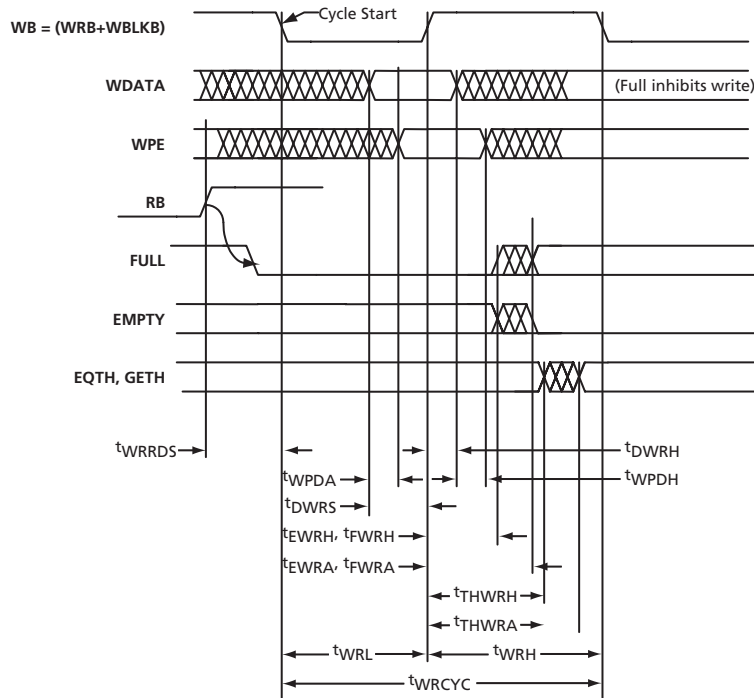 Cycle Start
WB = (WRB+WBLKB)
WDATA
(Full inhibits write)
WPE
RB
FULL
EMPTY
EQTH, GETH
tWRRDS
tDWRH
tWPDA
tWPDH
tDWRS
tEWRH, tFWRH
tEWRA, tFWRA
tTHWRH
tTHWRA
tWRL
tWRH
tWRCYC